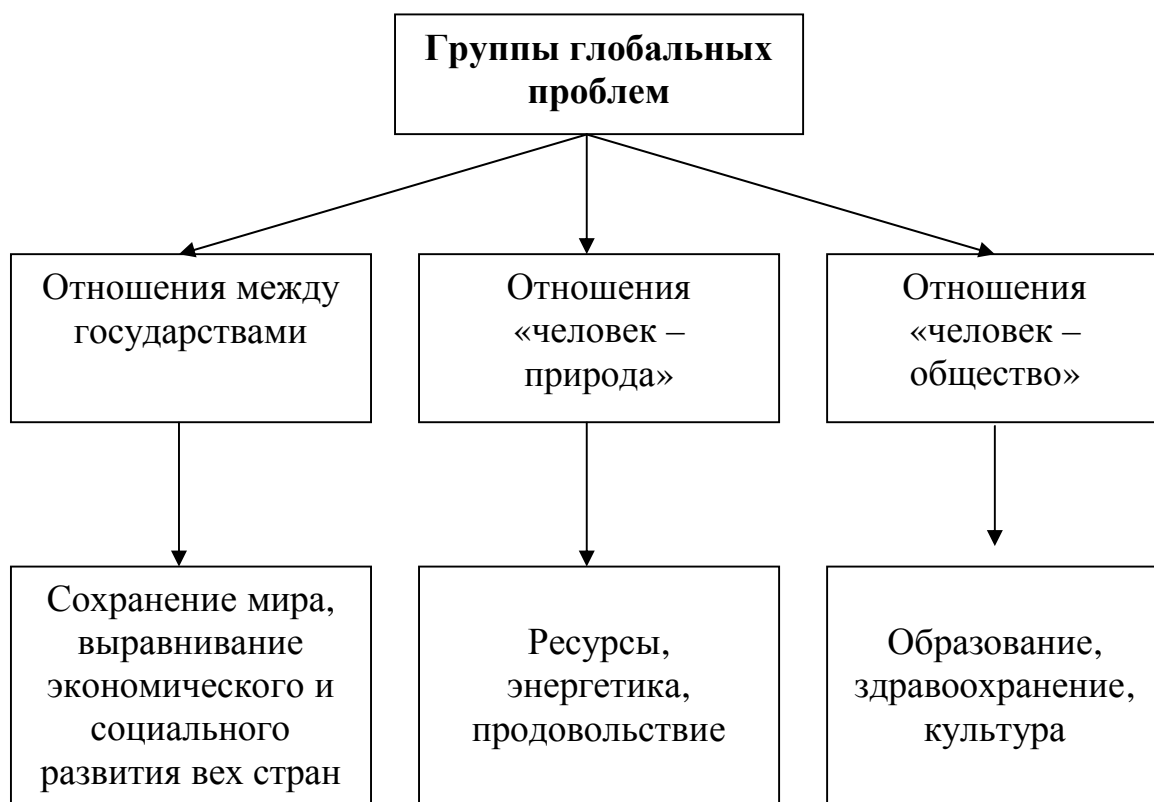 Группы глобальных
проблем
Отношения между
государствами
Отношения
«человек –
природа»
Отношения
«человек –
общество»
Сохранение мира,
выравнивание
экономического и
социального
развития вех стран
Ресурсы,
энергетика,
продовольствие
Образование,
здравоохранение,
культура